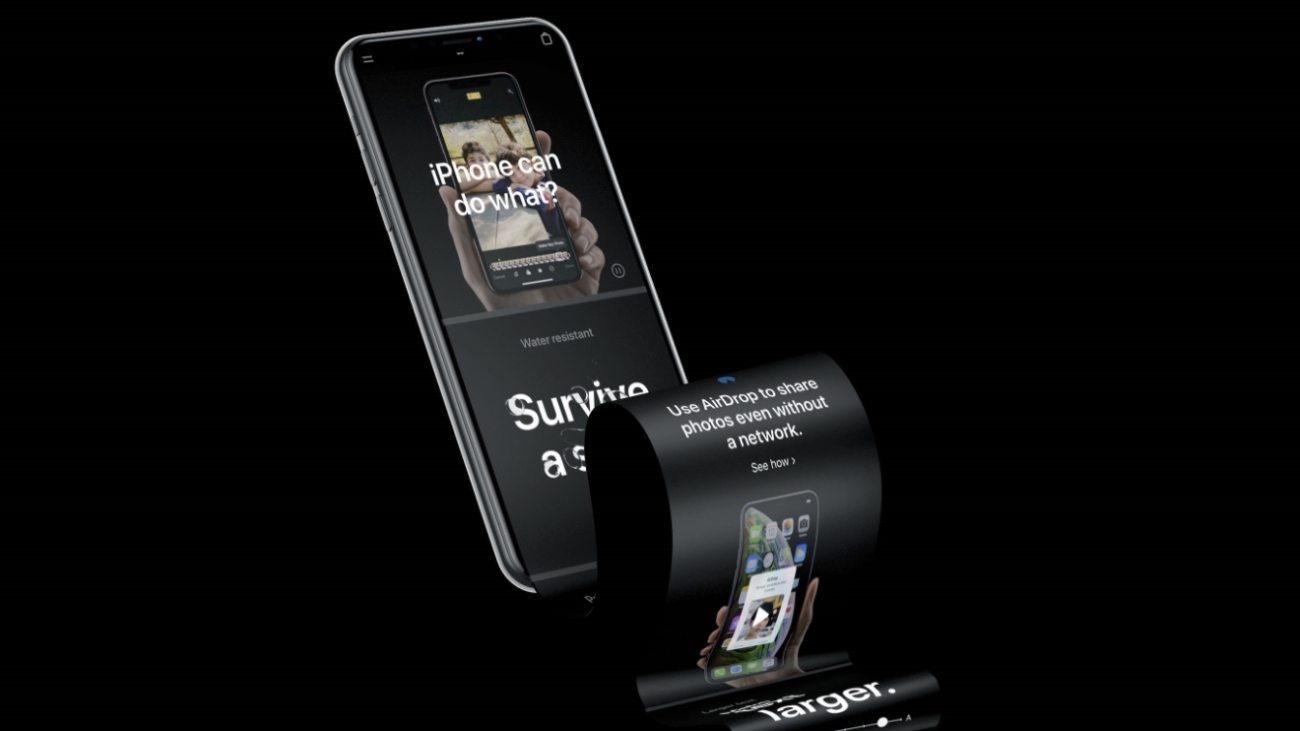 iPhone can
do what?
Water resistant
Survive
a s
Use AirDrop to share
photos even without
a network.
See how ›
larger.
A